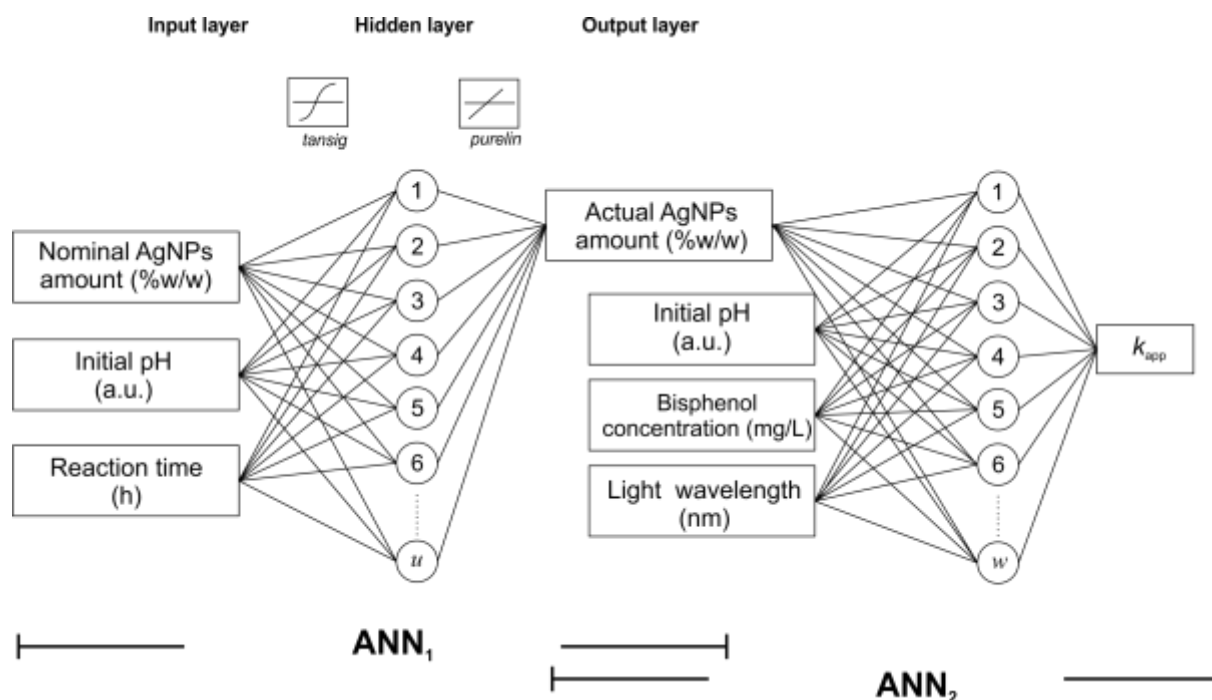 Input layer
Hidden layer
Output layer
tansig
purelin
Nominal AgNPs
amount (%w/w)
Initial pH
(a.u.)
Reaction time
(h)
1
2
3
4
5
6
u
Actual AgNPs
amount (%w/w)
Initial pH
(a.u.)
Bisphenol
concentration (mg/L)
Light wavelength
(nm)
1
2
3
4
5
6
w
k_app
ANN₁
ANN₂